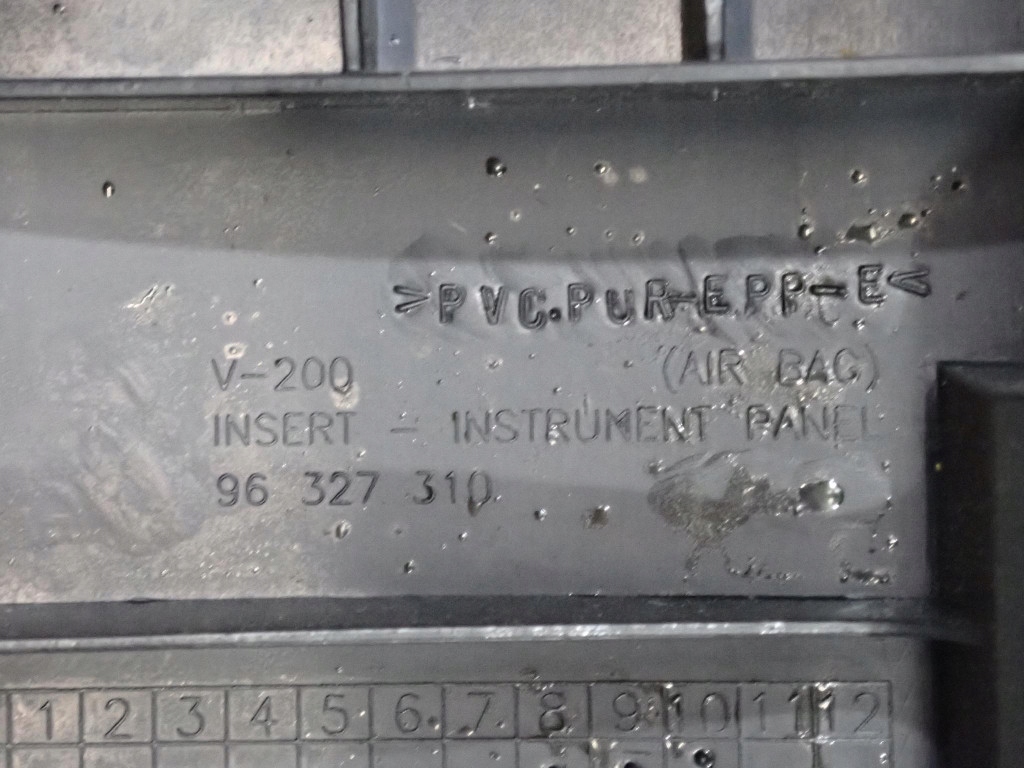 >PVC.PUR-EPP-E<
V-200 (AIR BAG)
INSERT - INSTRUMENT PANEL
96 327 310
1 2 3 4 5 6 7 8 9 10 11 12